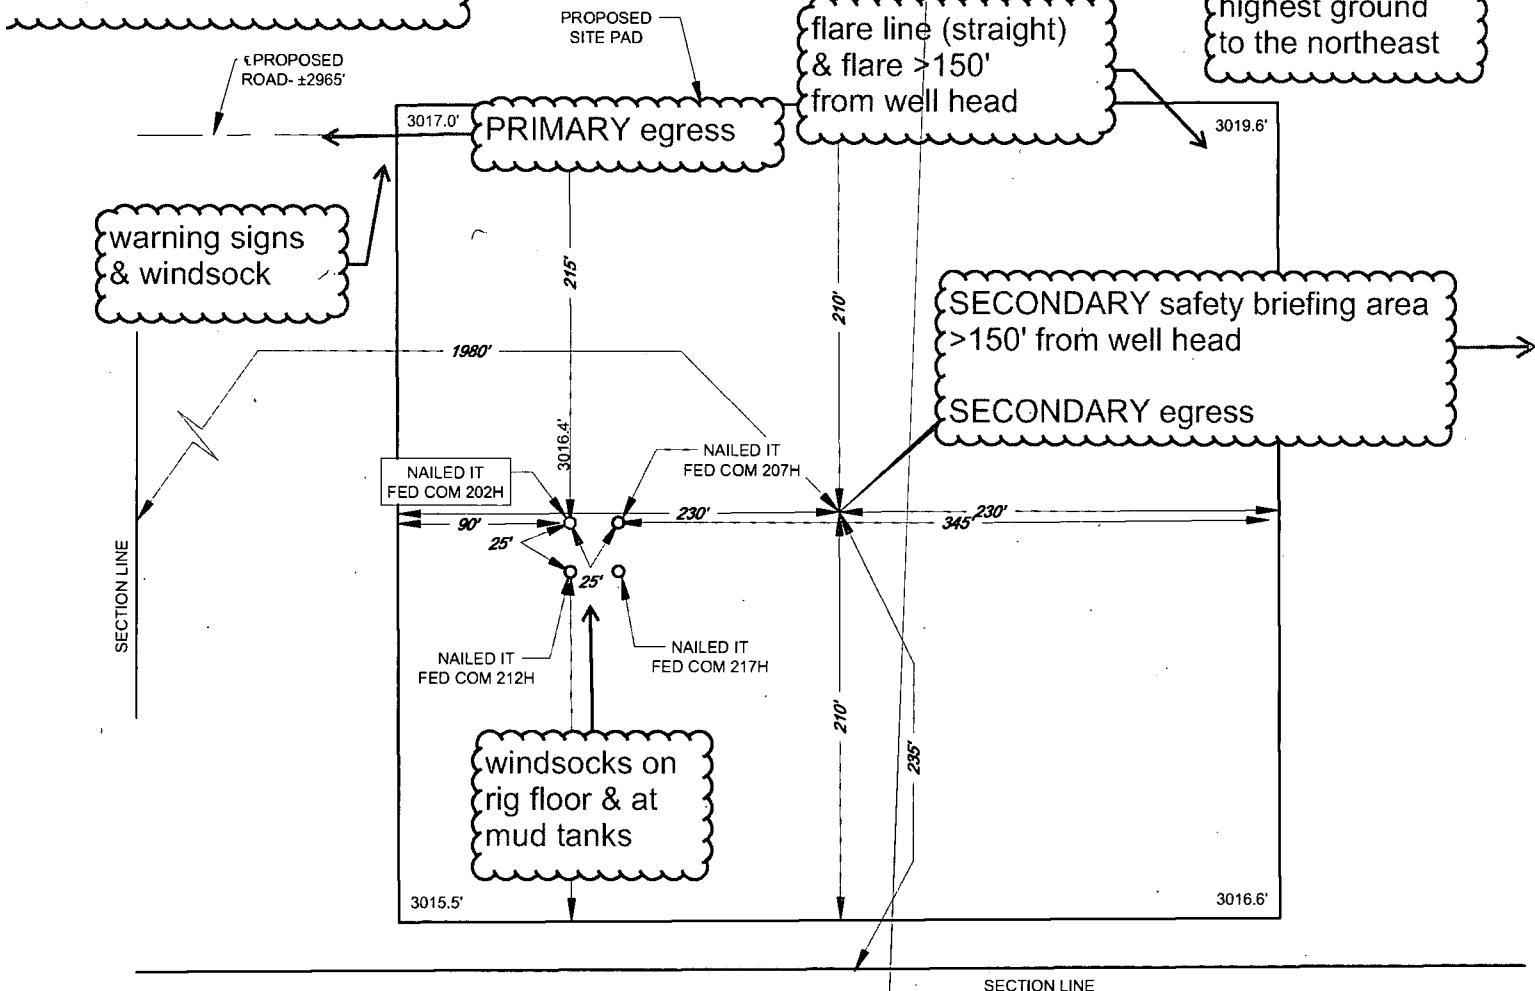 PROPOSED
SITE PAD
flare line (straight)
& flare >150'
from well head
highest ground
to the northeast
℄PROPOSED
ROAD- ±2965'
3017.0'
PRIMARY egress
3019.6'
warning signs
& windsock
215'
210'
SECONDARY safety briefing area
>150' from well head
SECONDARY egress
1980'
3016.4'
NAILED IT
FED COM 202H
NAILED IT
FED COM 207H
90'
230'
230'
345'
25'
25'
SECTION LINE
NAILED IT
FED COM 212H
NAILED IT
FED COM 217H
210'
235'
windsocks on
rig floor & at
mud tanks
3015.5'
3016.6'
SECTION LINE